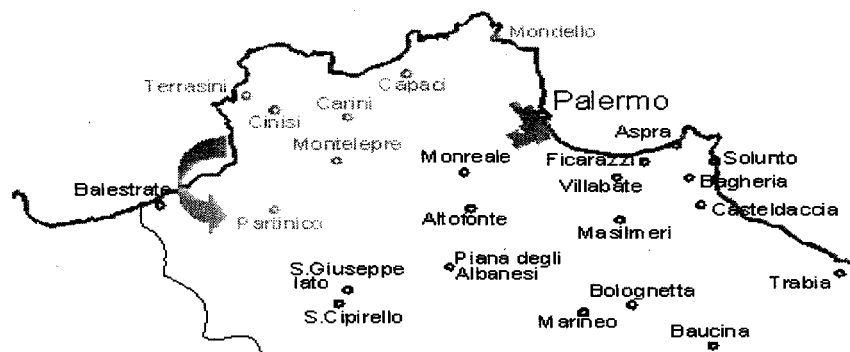 Mondello
Terrasini
Capaci
Cinisi
Carini
Palermo
Aspra
Montelepre
Monreale
Ficarazzi
Solunto
Balestrate
Villabate
Bagheria
Partinico
Altofonte
Casteldaccia
Masilmeri
Piana degli
Albanesi
S.Giuseppe
Iato
Trabia
Bolognetta
S.Cipirello
Marineo
Baucina